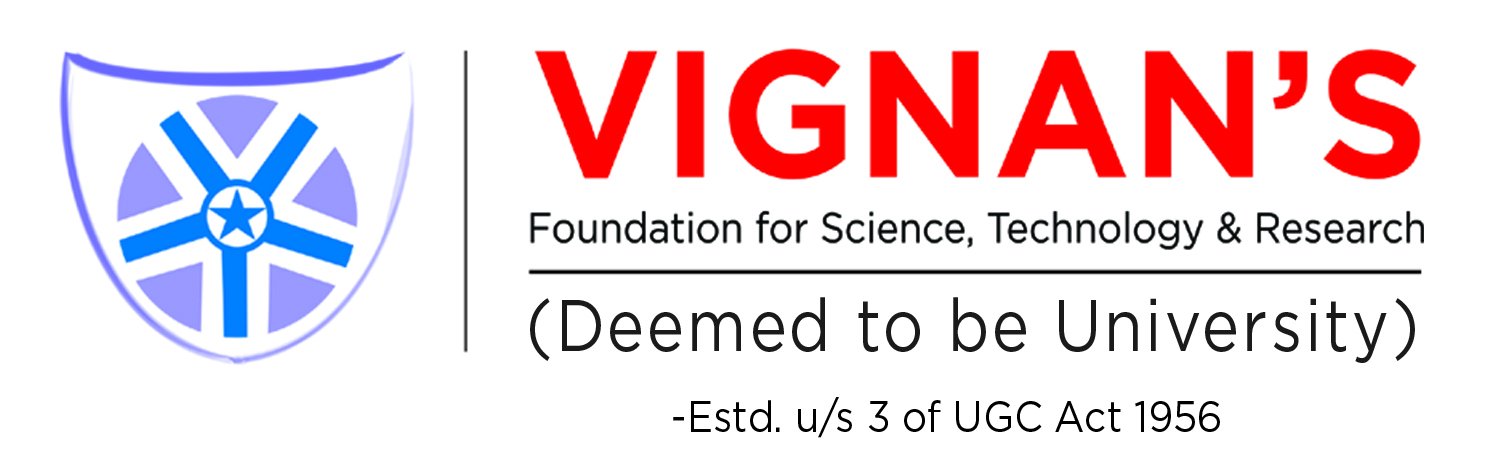 VIGNAN'S
Foundation for Science, Technology & Research
(Deemed to be University)
-Estd. u/s 3 of UGC Act 1956